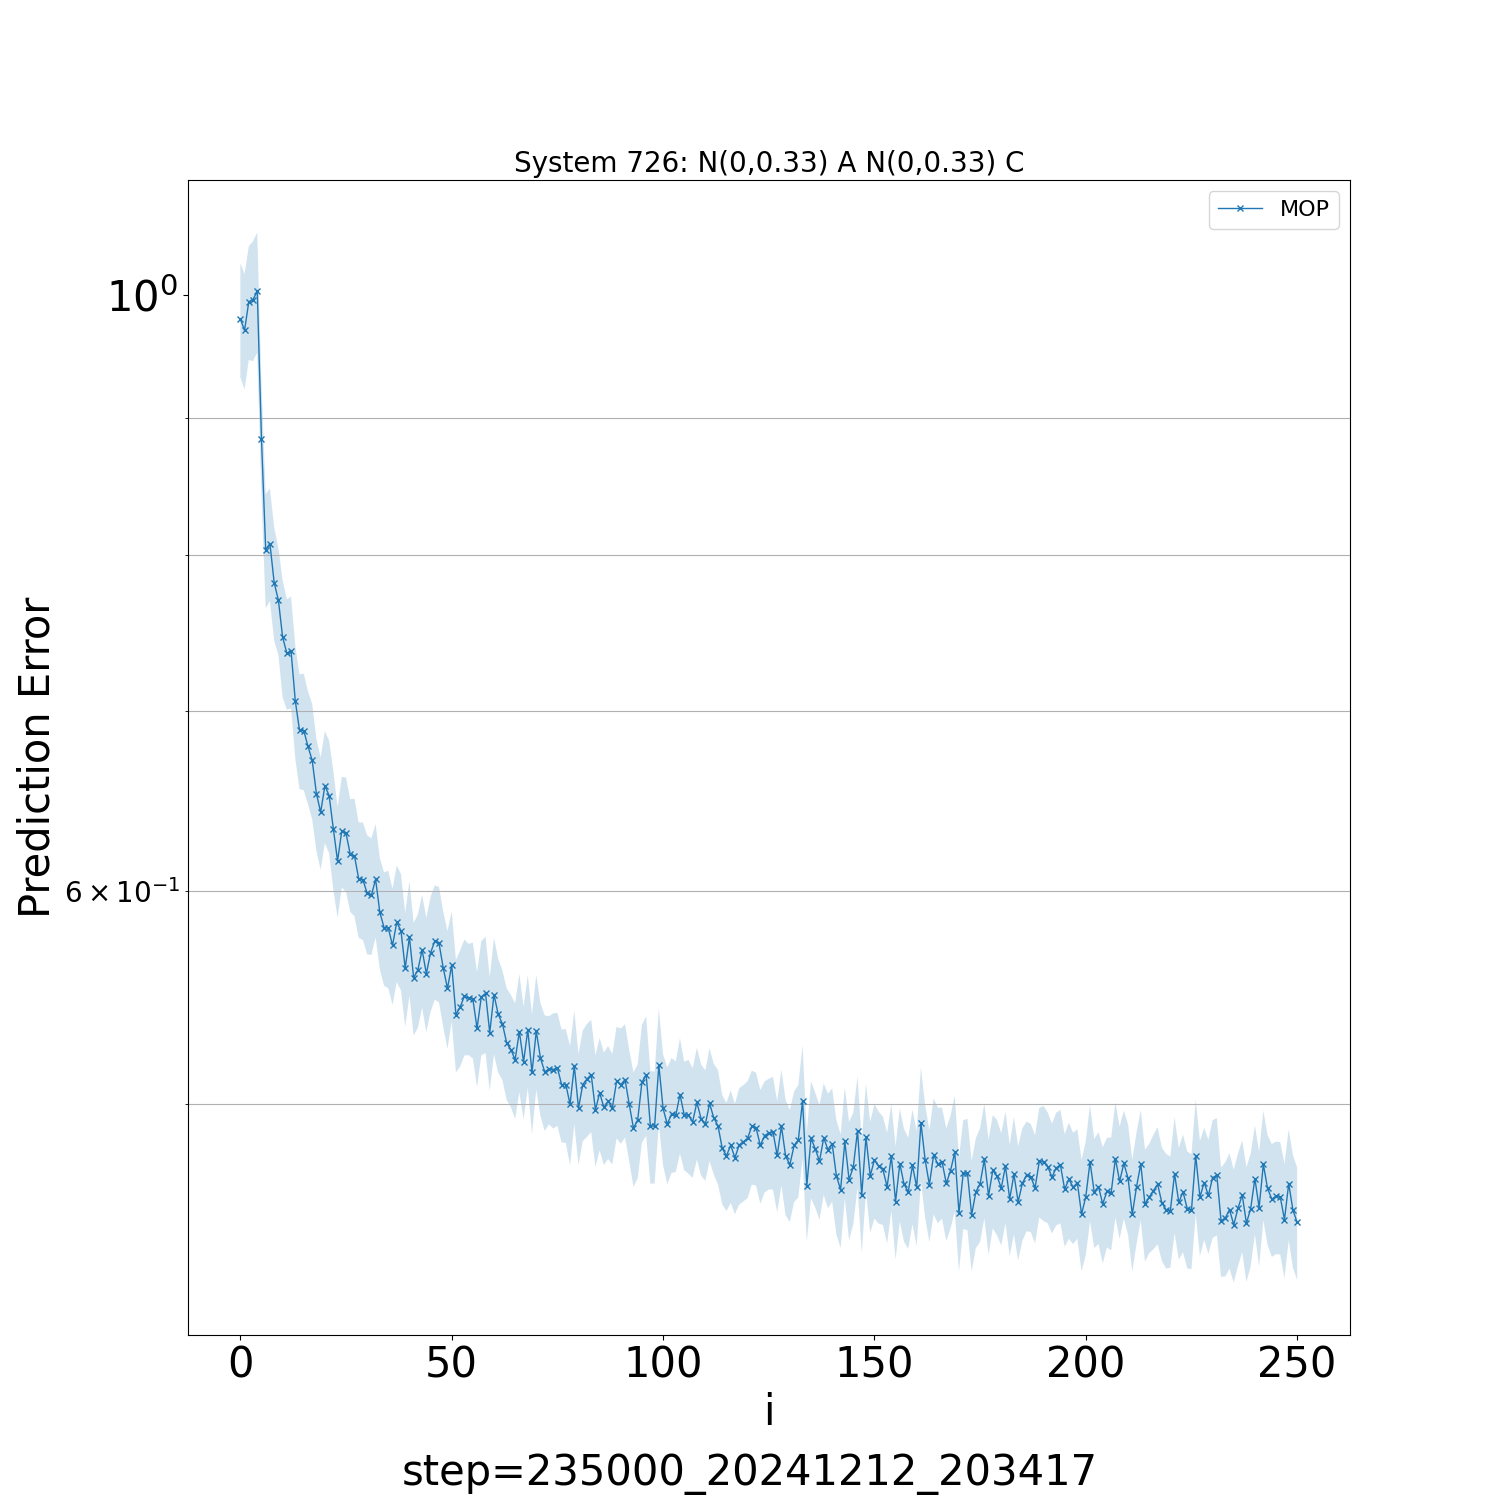 System 726: N(0,0.33) A N(0,0.33) C
MOP
10⁰
6 × 10⁻¹
Prediction Error
0 50 100 150 200 250
i
step=235000_20241212_203417